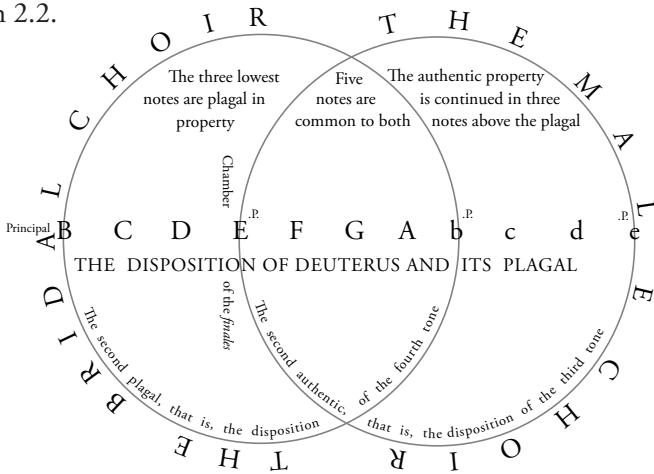 n 2.2.
THE BRIDAL CHOIR
THE MALE CHOIR
The three lowest
notes are plagal in
property
Five
notes are
common to both
The authentic property
is continued in three
notes above the plagal
Chamber
Principal B C D E .P. F G A b .P. c d .P. e
THE DISPOSITION OF DEUTERUS AND ITS PLAGAL
of the finales
The second plagal, that is, the disposition of the fourth tone
The second authentic, that is, the disposition of the third tone